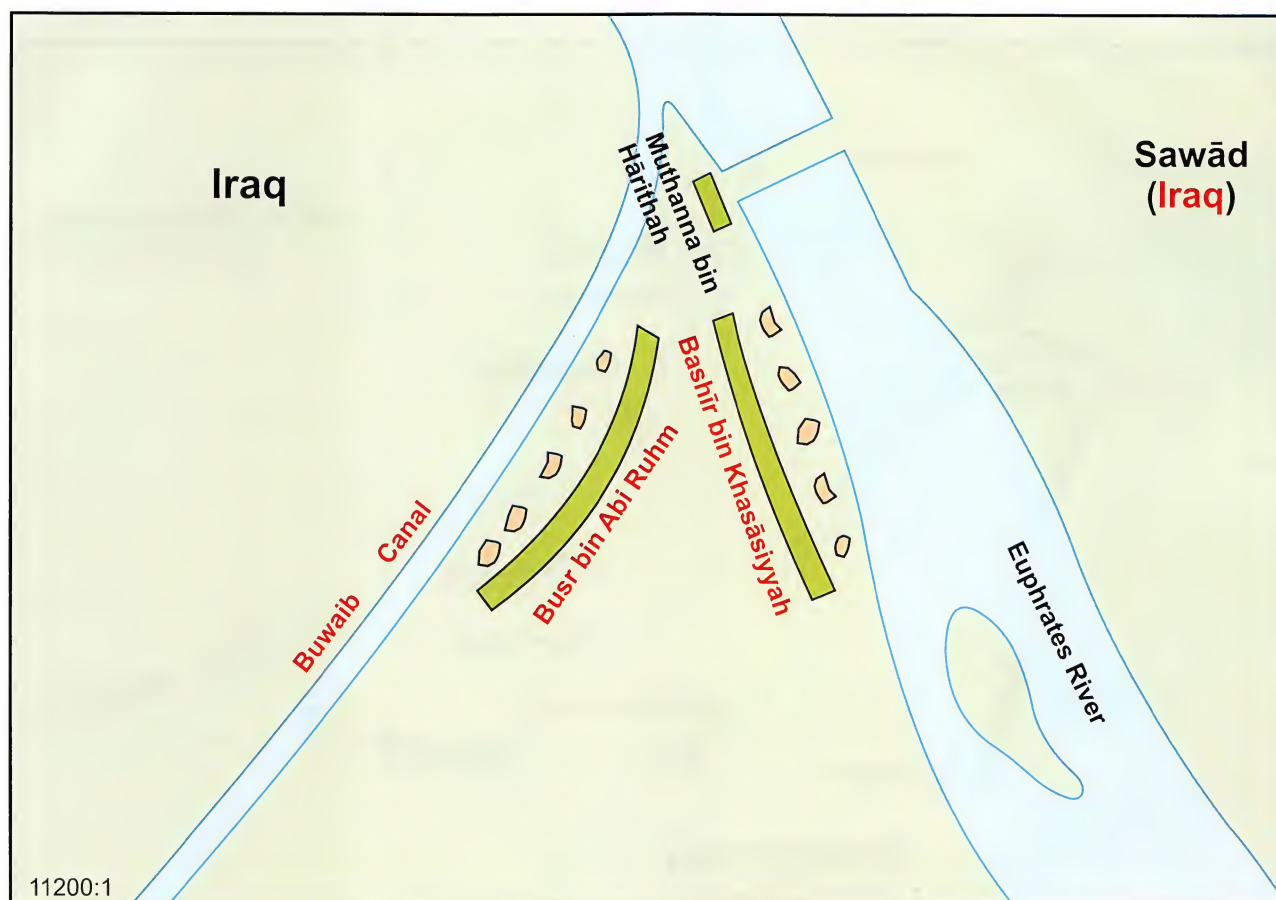 Iraq
Sawād
(Iraq)
Muthanna bin
Hārithah
Bashīr bin Khasāsiyyah
Busr bin Abi Ruhm
Buwaib Canal
Euphrates River
11200:1